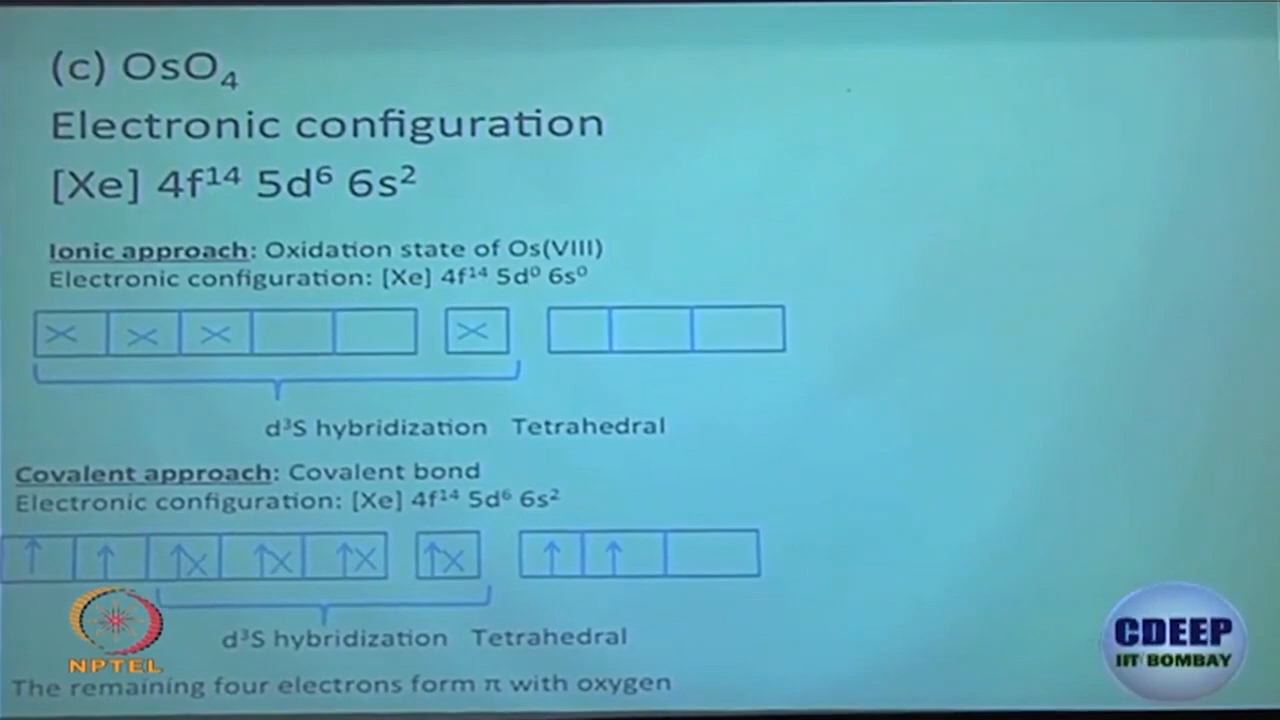 (c) OsO₄
Electronic configuration
[Xe] 4f¹⁴ 5d⁶ 6s²
Ionic approach: Oxidation state of Os(VIII)
Electronic configuration: [Xe] 4f¹⁴ 5d⁰ 6s⁰
d³S hybridization Tetrahedral
Covalent approach: Covalent bond
Electronic configuration: [Xe] 4f¹⁴ 5d⁶ 6s²
d³S hybridization Tetrahedral
The remaining four electrons form π with oxygen
NPTEL
CDEEP
IIT BOMBAY